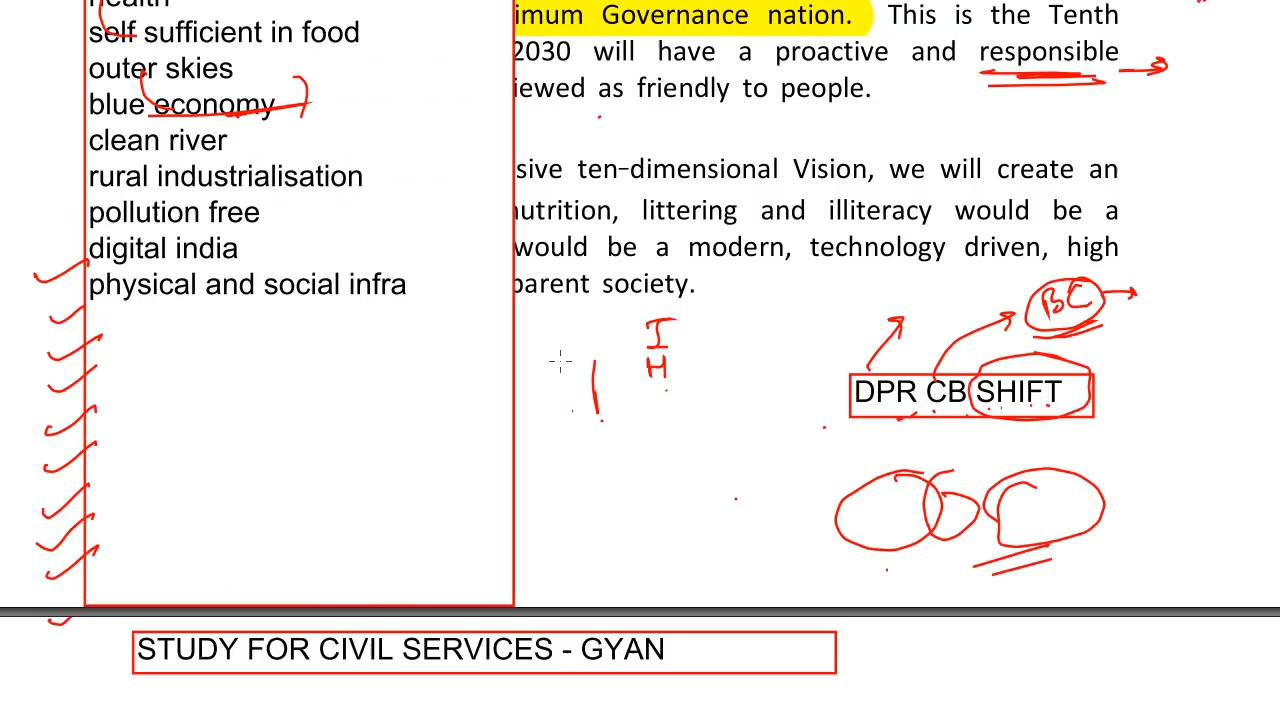 health
self sufficient in food
outer skies
blue economy
clean river
rural industrialisation
pollution free
digital india
physical and social infra
imum Governance nation. This is the Tenth
2030 will have a proactive and responsible
iewed as friendly to people.
sive ten-dimensional Vision, we will create an
nutrition, littering and illiteracy would be a
would be a modern, technology driven, high
parent society.
I
H
BC
DPR CB SHIFT
STUDY FOR CIVIL SERVICES - GYAN